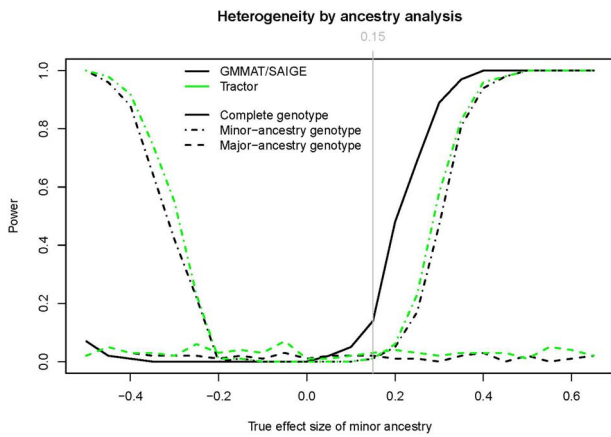 Heterogeneity by ancestry analysis
0.15
GMMAT/SAIGE
Tractor
Complete genotype
Minor−ancestry genotype
Major−ancestry genotype
Power
1.0
0.8
0.6
0.4
0.2
0.0
−0.4 −0.2 0.0 0.2 0.4 0.6
True effect size of minor ancestry